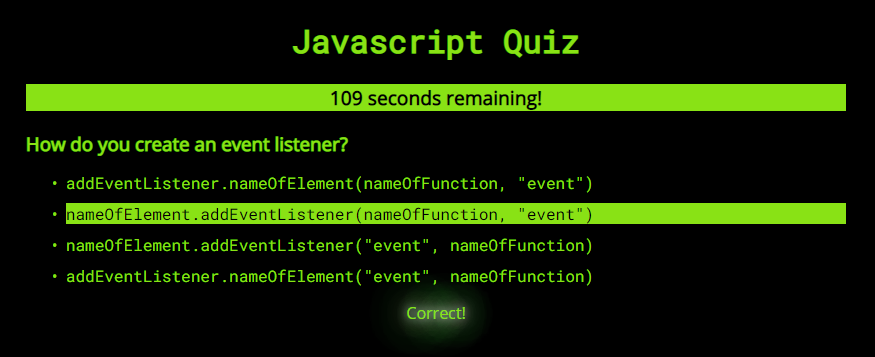 Javascript Quiz
109 seconds remaining!
How do you create an event listener?
• addEventListener.nameOfElement(nameOfFunction, "event")
• nameOfElement.addEventListener(nameOfFunction, "event")
• nameOfElement.addEventListener("event", nameOfFunction)
• addEventListener.nameOfElement("event", nameOfFunction)
Correct!